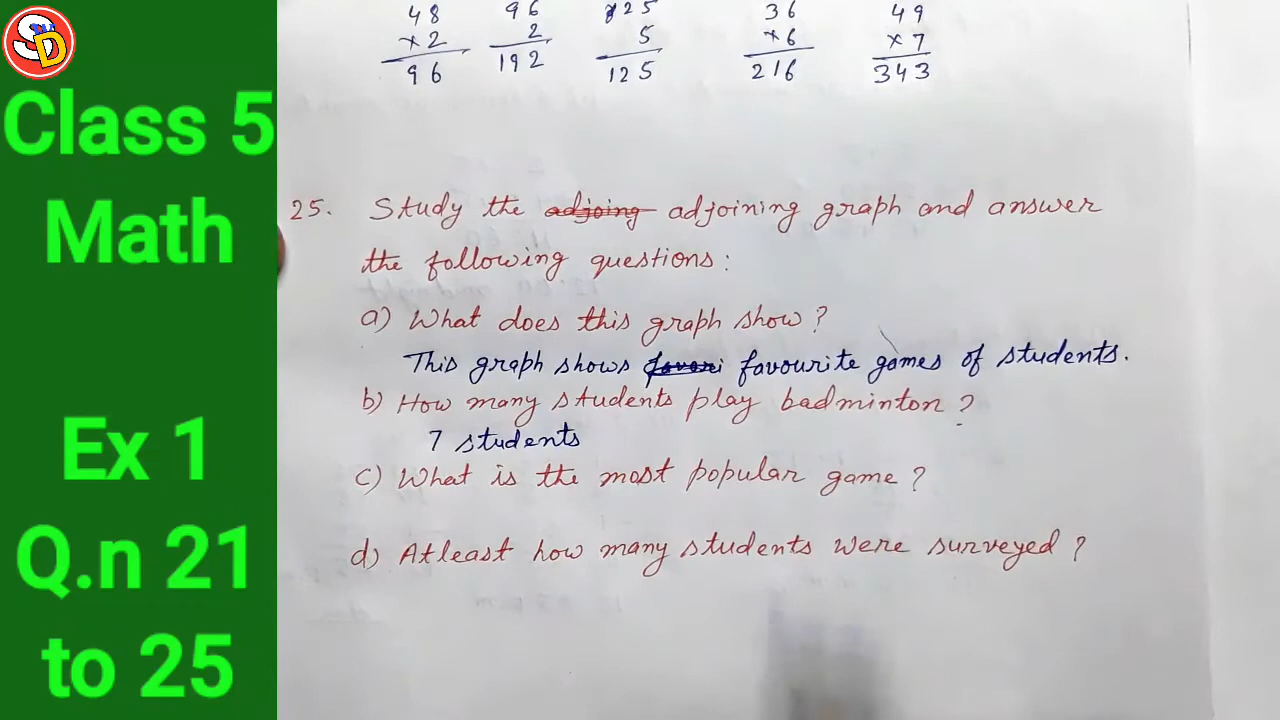 SD
Class 5
Math
Ex 1
Q.n 21
to 25
48 96 25 36 49
×2 2 5 ×6 ×7
96 192 125 216 343
25. Study the adjoing adjoining graph and answer
the following questions:
a) What does this graph show?
This graph shows favouri favourite games of students.
b) How many students play badminton?
7 students
c) What is the most popular game?
d) Atleast how many students were surveyed?